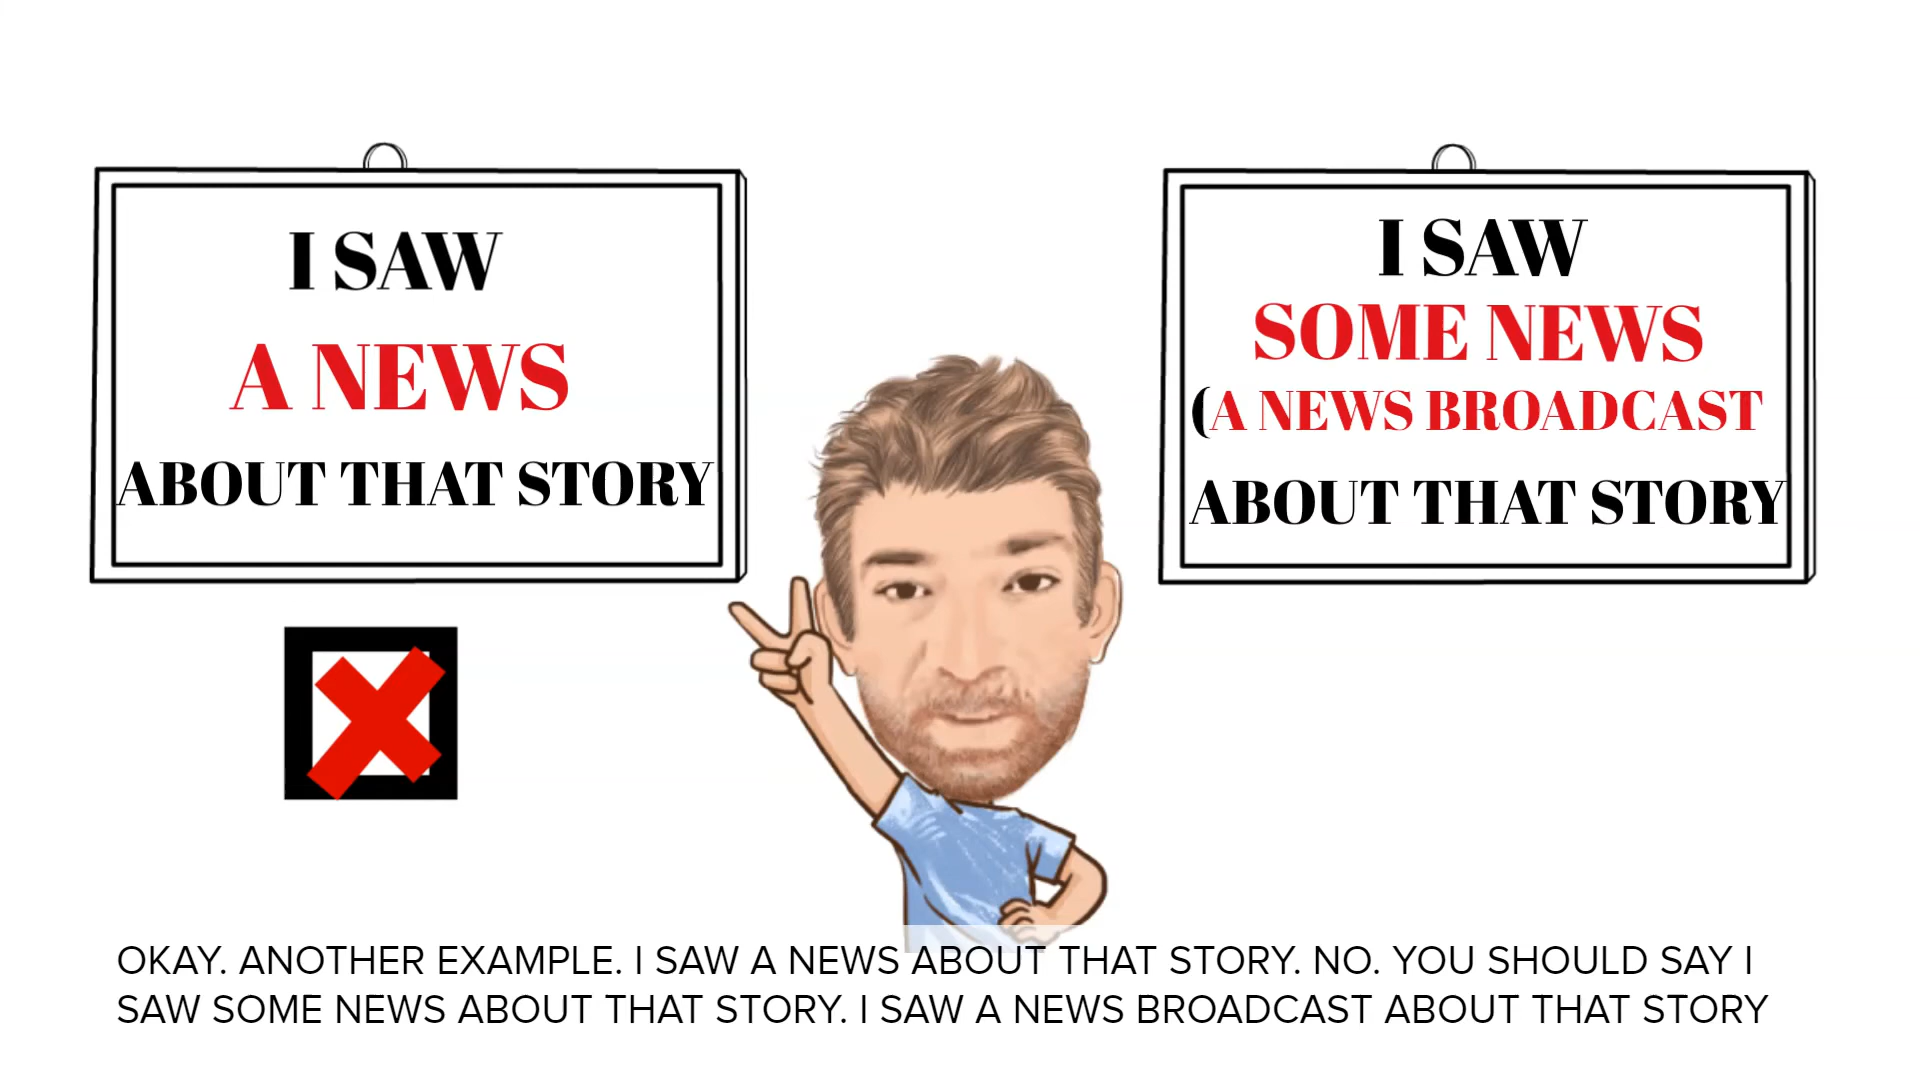 I SAW
A NEWS
ABOUT THAT STORY
I SAW
SOME NEWS
(A NEWS BROADCAST
ABOUT THAT STORY
OKAY. ANOTHER EXAMPLE. I SAW A NEWS ABOUT THAT STORY. NO. YOU SHOULD SAY I
SAW SOME NEWS ABOUT THAT STORY. I SAW A NEWS BROADCAST ABOUT THAT STORY